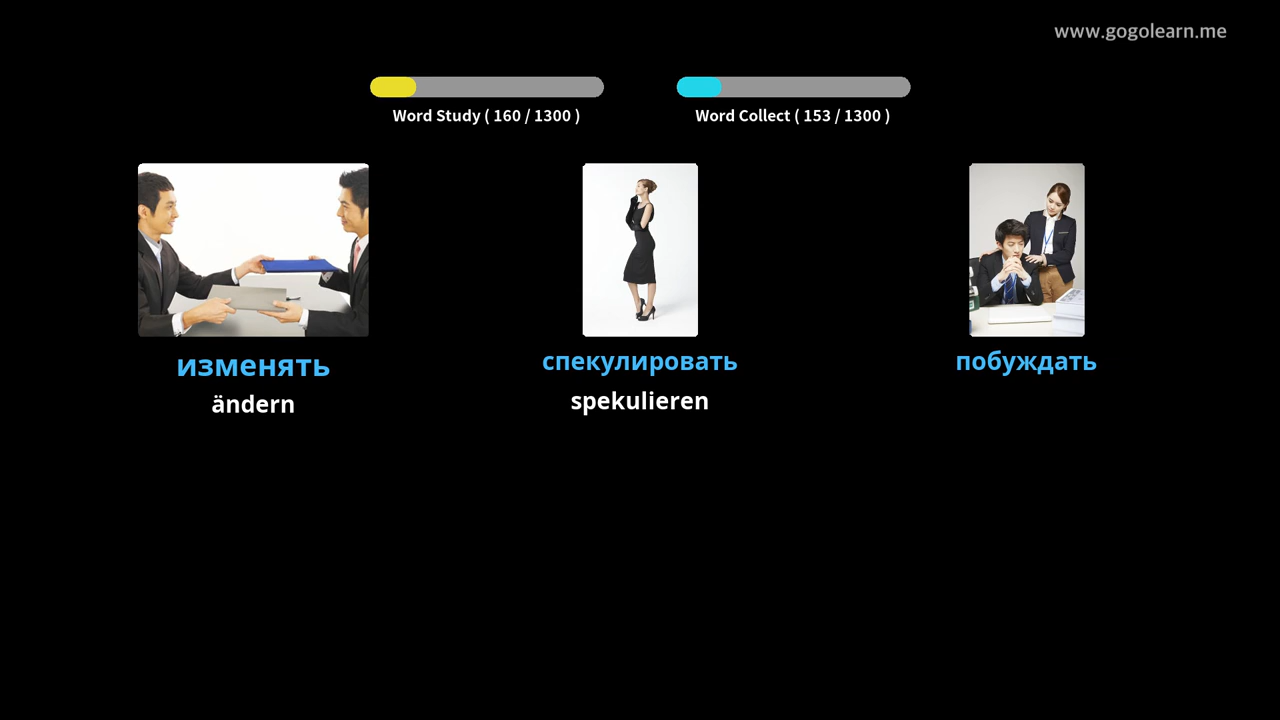 www.gogolearn.me
Word Study ( 160 / 1300 )
Word Collect ( 153 / 1300 )
изменять
спекулировать
побуждать
ändern
spekulieren